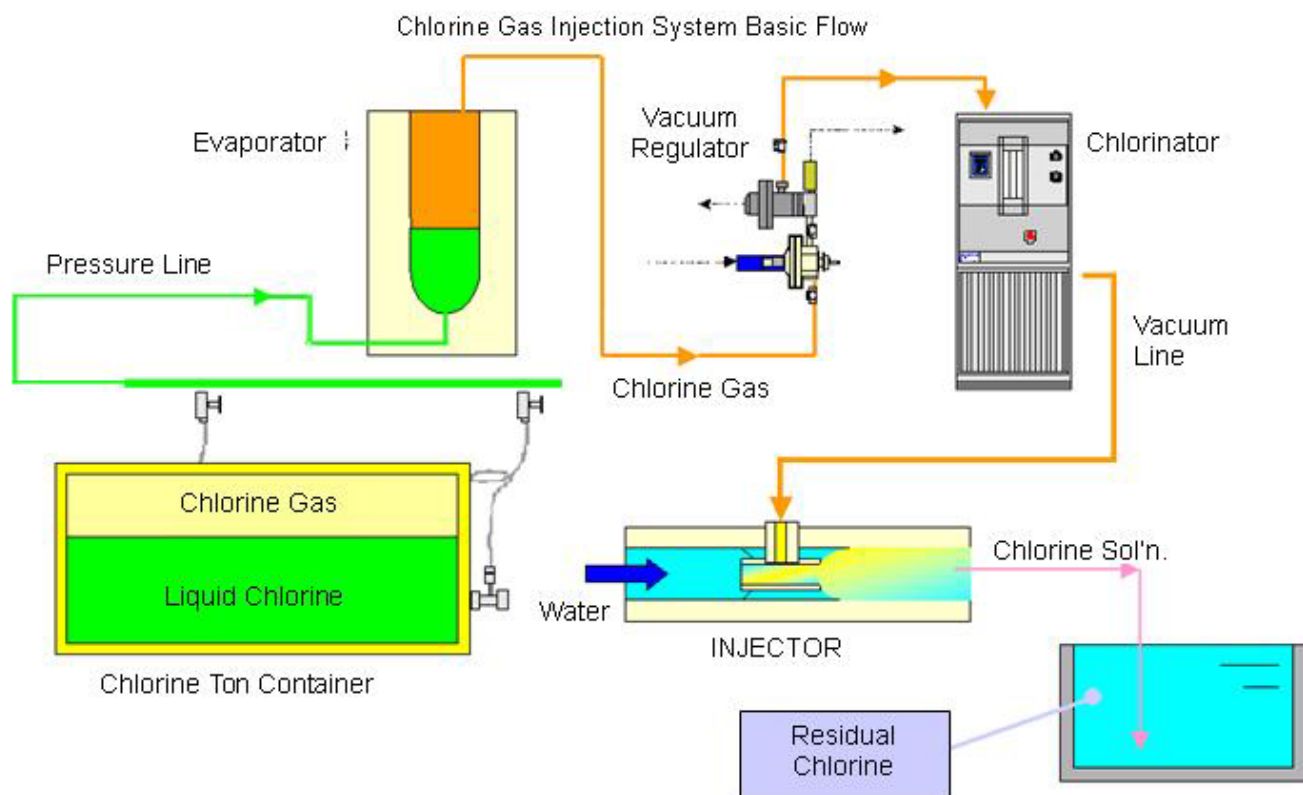 Chlorine Gas Injection System Basic Flow
Evaporator
Vacuum
Regulator
Chlorinator
Pressure Line
Vacuum
Line
Chlorine Gas
Chlorine Gas
Liquid Chlorine
Chlorine Sol'n.
Water
INJECTOR
Chlorine Ton Container
Residual
Chlorine